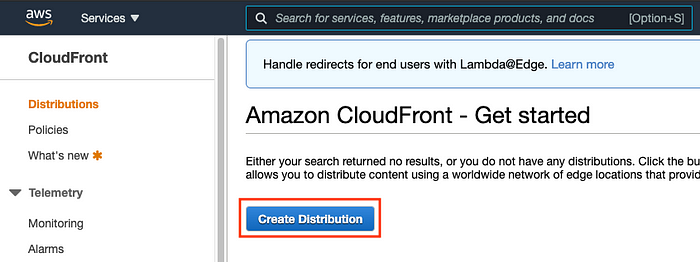 aws
Services
Search for services, features, marketplace products, and docs
[Option+S]
CloudFront
Distributions
Policies
What's new
Telemetry
Monitoring
Alarms
Handle redirects for end users with Lambda@Edge. Learn more
Amazon CloudFront - Get started
Either your search returned no results, or you do not have any distributions. Click the bu
allows you to distribute content using a worldwide network of edge locations that provid
Create Distribution